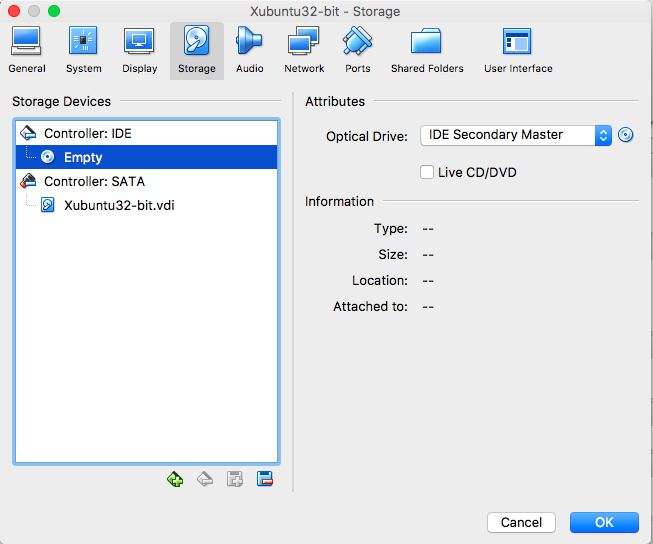 Xubuntu32-bit - Storage
General System Display Storage Audio Network Ports Shared Folders User Interface
Storage Devices
Controller: IDE
Empty
Controller: SATA
Xubuntu32-bit.vdi
Attributes
Optical Drive: IDE Secondary Master
Live CD/DVD
Information
Type: --
Size: --
Location: --
Attached to: --
Cancel OK